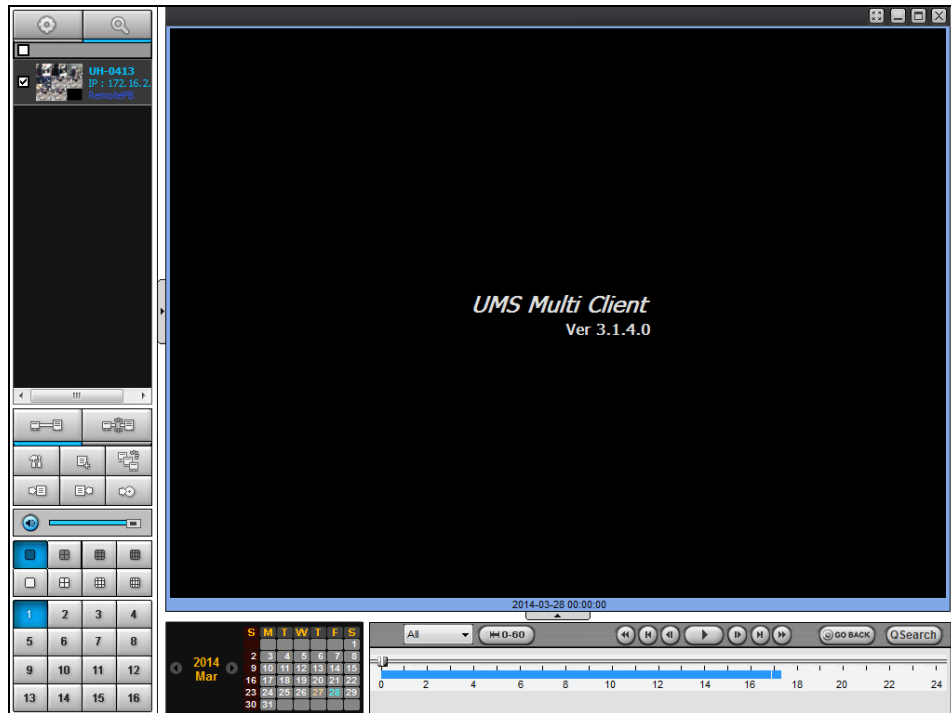 UH-0413
IP : 172.16.2.
RemotePB
UMS Multi Client
Ver 3.1.4.0
2014-03-28 00:00:00
1 2 3 4
5 6 7 8
9 10 11 12
13 14 15 16
2014
Mar
S M T W T F S
1
2 3 4 5 6 7 8
9 10 11 12 13 14 15
16 17 18 19 20 21 22
23 24 25 26 27 28 29
30 31
All
0-60
GO BACK
QSearch
0 2 4 6 8 10 12 14 16 18 20 22 24